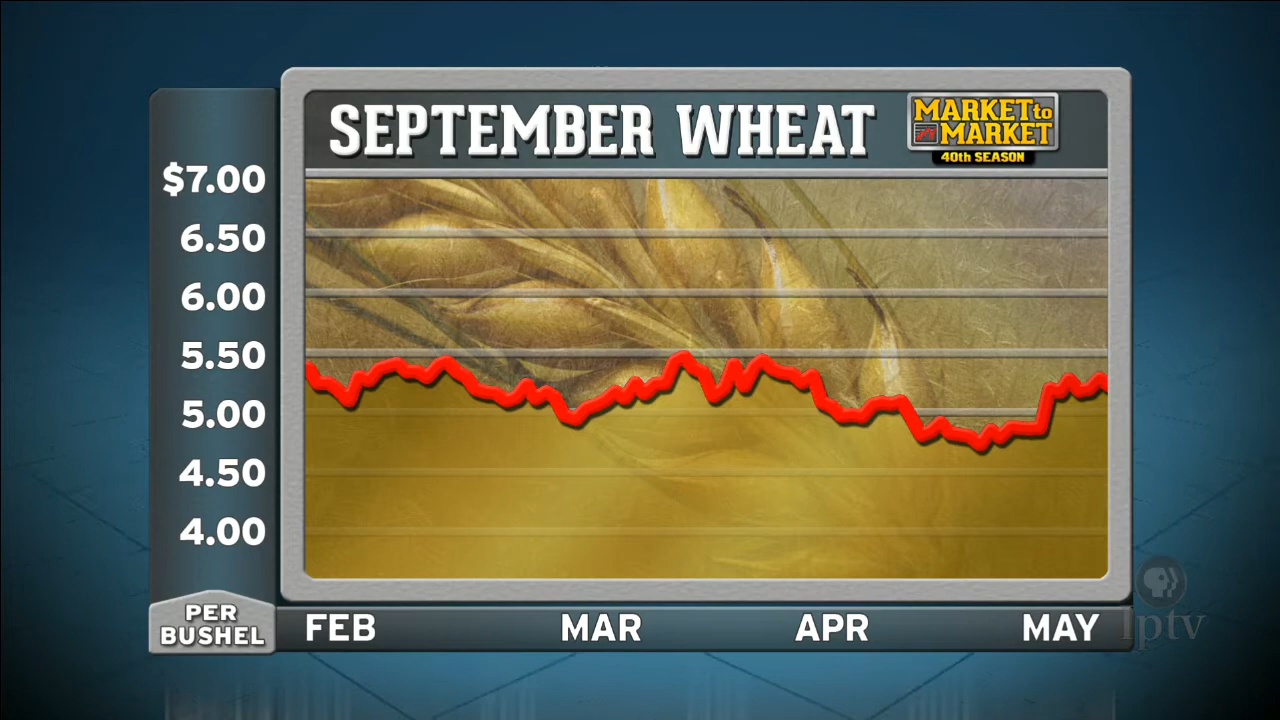 SEPTEMBER WHEAT
MARKET to
MARKET
40th SEASON
$7.00
6.50
6.00
5.50
5.00
4.50
4.00
PER
BUSHEL
FEB MAR APR MAY
Iptv